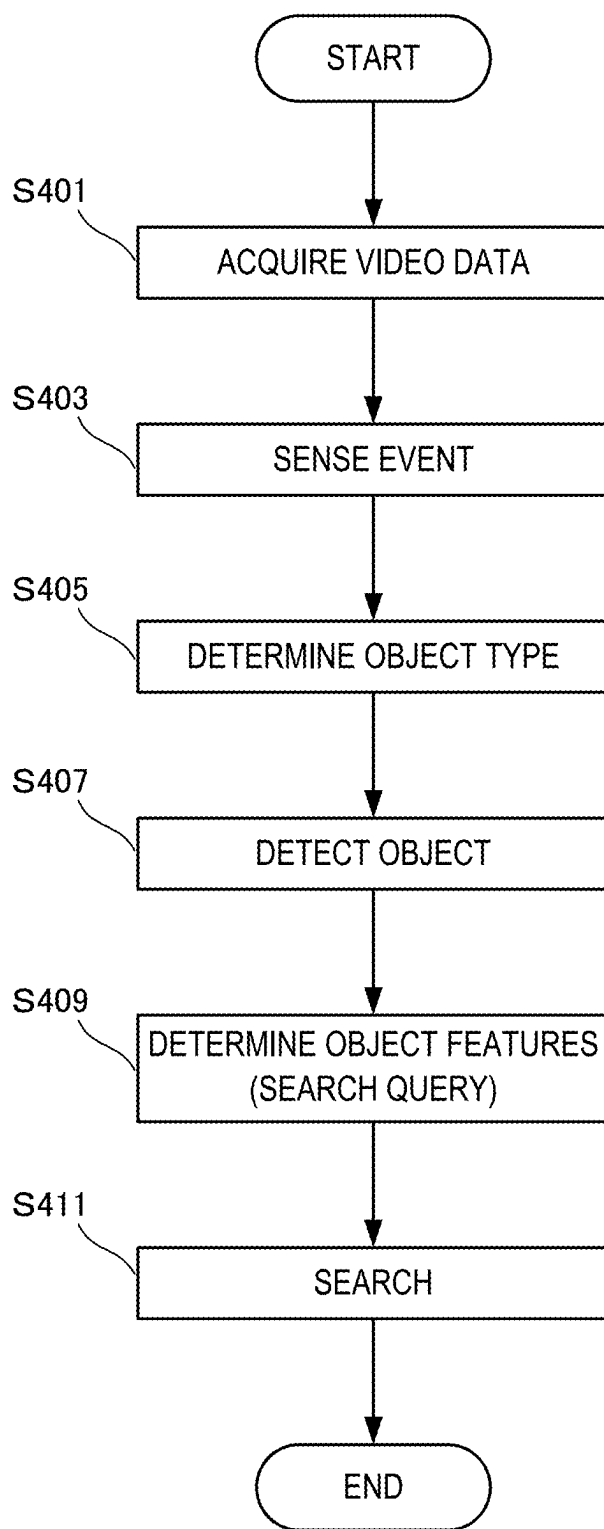 START
S401
ACQUIRE VIDEO DATA
S403
SENSE EVENT
S405
DETERMINE OBJECT TYPE
S407
DETECT OBJECT
S409
DETERMINE OBJECT FEATURES
(SEARCH QUERY)
S411
SEARCH
END